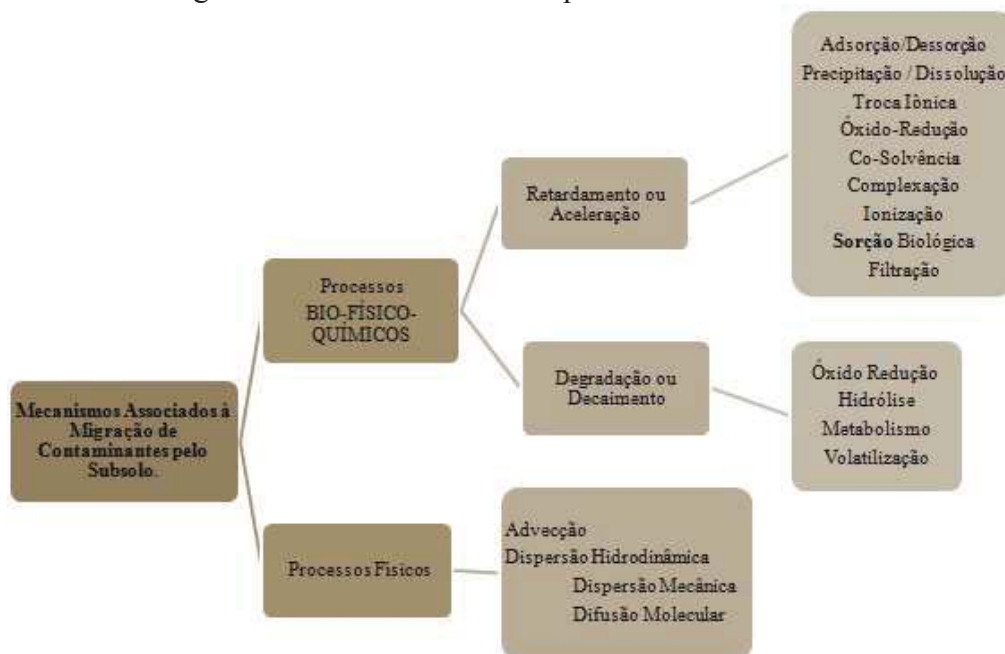 Adsorção/Dessorção
Precipitação / Dissolução
Troca Iônica
Óxido-Redução
Co-Solvência
Complexação
Ionização
Sorção Biológica
Filtração
Retardamento ou
Aceleração
Processos
BIO-FÍSICO-
QUÍMICOS
Degradação ou
Decaimento
Óxido Redução
Hidrólise
Metabolismo
Volatilização
Mecanismos Associados à
Migração de
Contaminantes pelo
Subsolo.
Processos Físicos
Advecção
Dispersão Hidrodinâmica
Dispersão Mecânica
Difusão Molecular